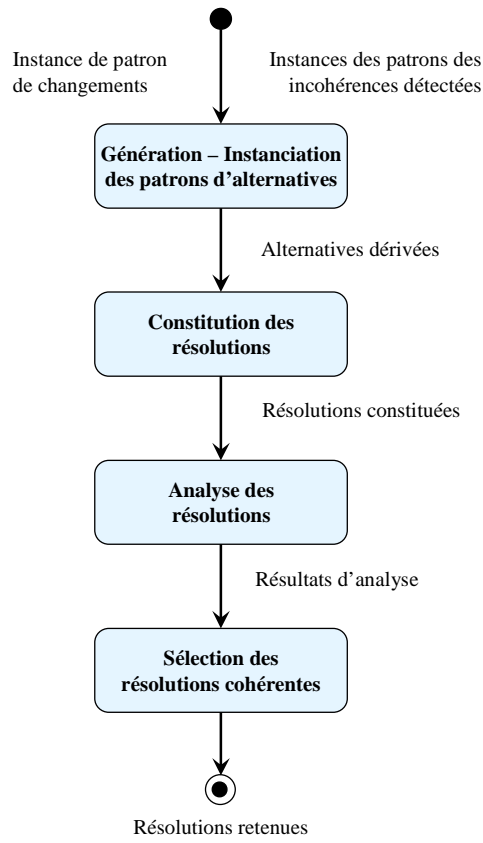 Instance de patron
de changements
Instances des patrons des
incohérences détectées
Génération – Instanciation
des patrons d’alternatives
Alternatives dérivées
Constitution des
résolutions
Résolutions constituées
Analyse des
résolutions
Résultats d’analyse
Sélection des
résolutions cohérentes
Résolutions retenues